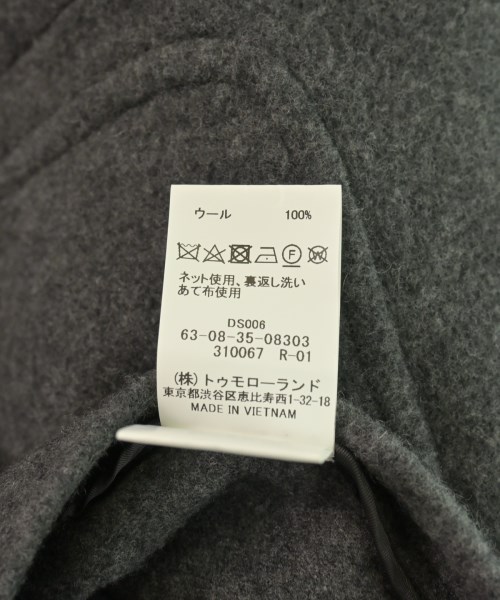 ウール 100%
ネット使用、裏返し洗い
あて布使用
DS006
63-08-35-08303
310067 R-01
(株)トゥモローランド
東京都渋谷区恵比寿西1-32-18
MADE IN VIETNAM